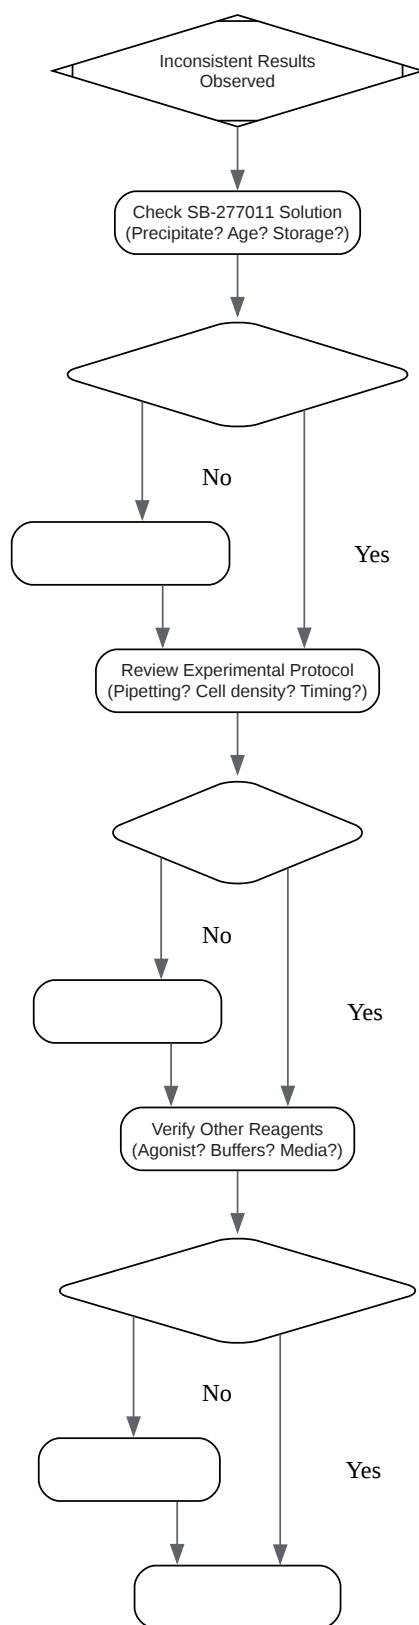 Inconsistent Results
Observed
Check SB-277011 Solution
(Precipitate? Age? Storage?)
No
Yes
Review Experimental Protocol
(Pipetting? Cell density? Timing?)
No
Yes
Verify Other Reagents
(Agonist? Buffers? Media?)
No
Yes